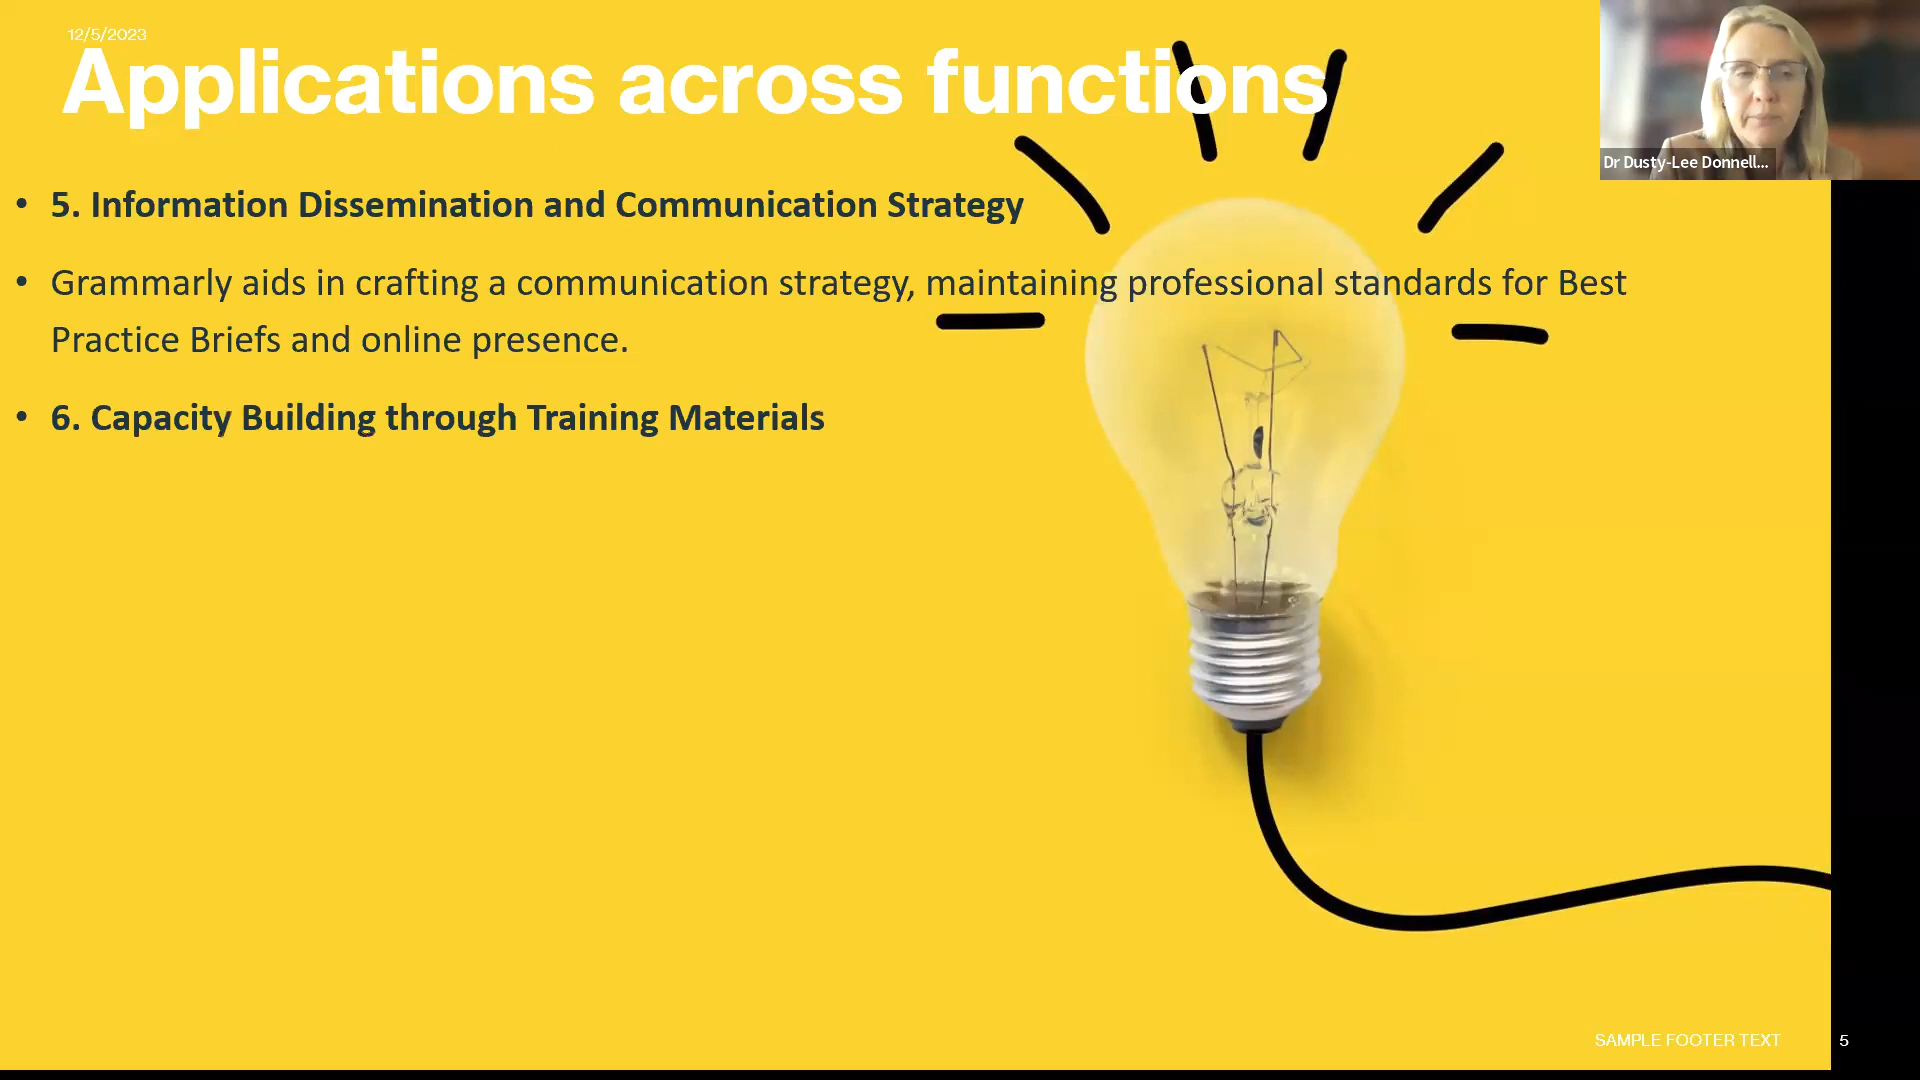 12/5/2023
Applications across functions
Dr Dusty-Lee Donnell...
• 5. Information Dissemination and Communication Strategy
• Grammarly aids in crafting a communication strategy, maintaining professional standards for Best
Practice Briefs and online presence.
• 6. Capacity Building through Training Materials
SAMPLE FOOTER TEXT
5